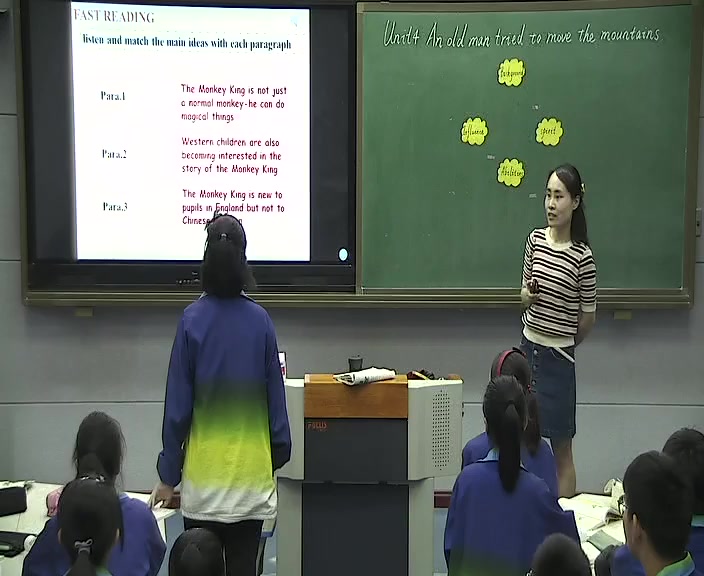 FAST READING
listen and match the main ideas with each paragraph
Para.1
The Monkey King is not just
a normal monkey-he can do
magical things
Para.2
Western children are also
becoming interested in the
story of the Monkey King
Para.3
The Monkey King is new to
pupils in England but not to
Chinese
Unit4 An old man tried to move the mountains.
Background
Influence
speed
Abilities
FOCUS